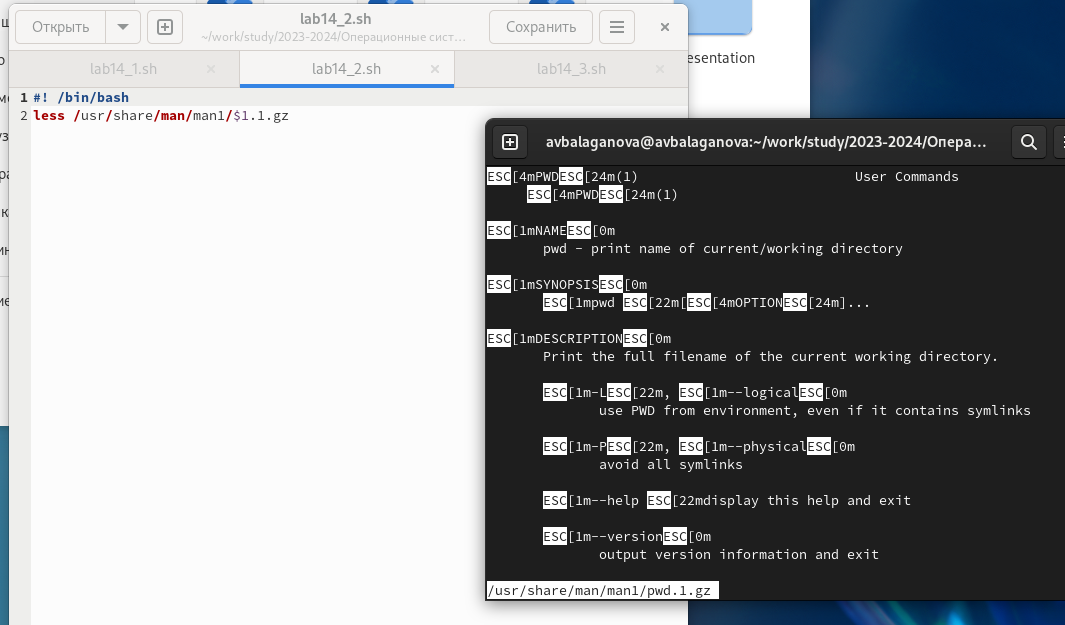 Открыть
lab14_2.sh
~/work/study/2023-2024/Операционные сист…
Сохранить
esentation
lab14_1.sh
lab14_2.sh
lab14_3.sh
1 #! /bin/bash
2 less /usr/share/man/man1/$1.1.gz
avbalaganova@avbalaganova:~/work/study/2023-2024/Опера…
ESC[4mPWDESC[24m(1) User Commands
ESC[4mPWDESC[24m(1)
ESC[1mNAMEESC[0m
pwd - print name of current/working directory
ESC[1mSYNOPSISESC[0m
ESC[1mpwd ESC[22m[ESC[4mOPTIONESC[24m]...
ESC[1mDESCRIPTIONESC[0m
Print the full filename of the current working directory.
ESC[1m-LESC[22m, ESC[1m--logicalESC[0m
use PWD from environment, even if it contains symlinks
ESC[1m-PESC[22m, ESC[1m--physicalESC[0m
avoid all symlinks
ESC[1m--help ESC[22mdisplay this help and exit
ESC[1m--versionESC[0m
output version information and exit
/usr/share/man/man1/pwd.1.gz